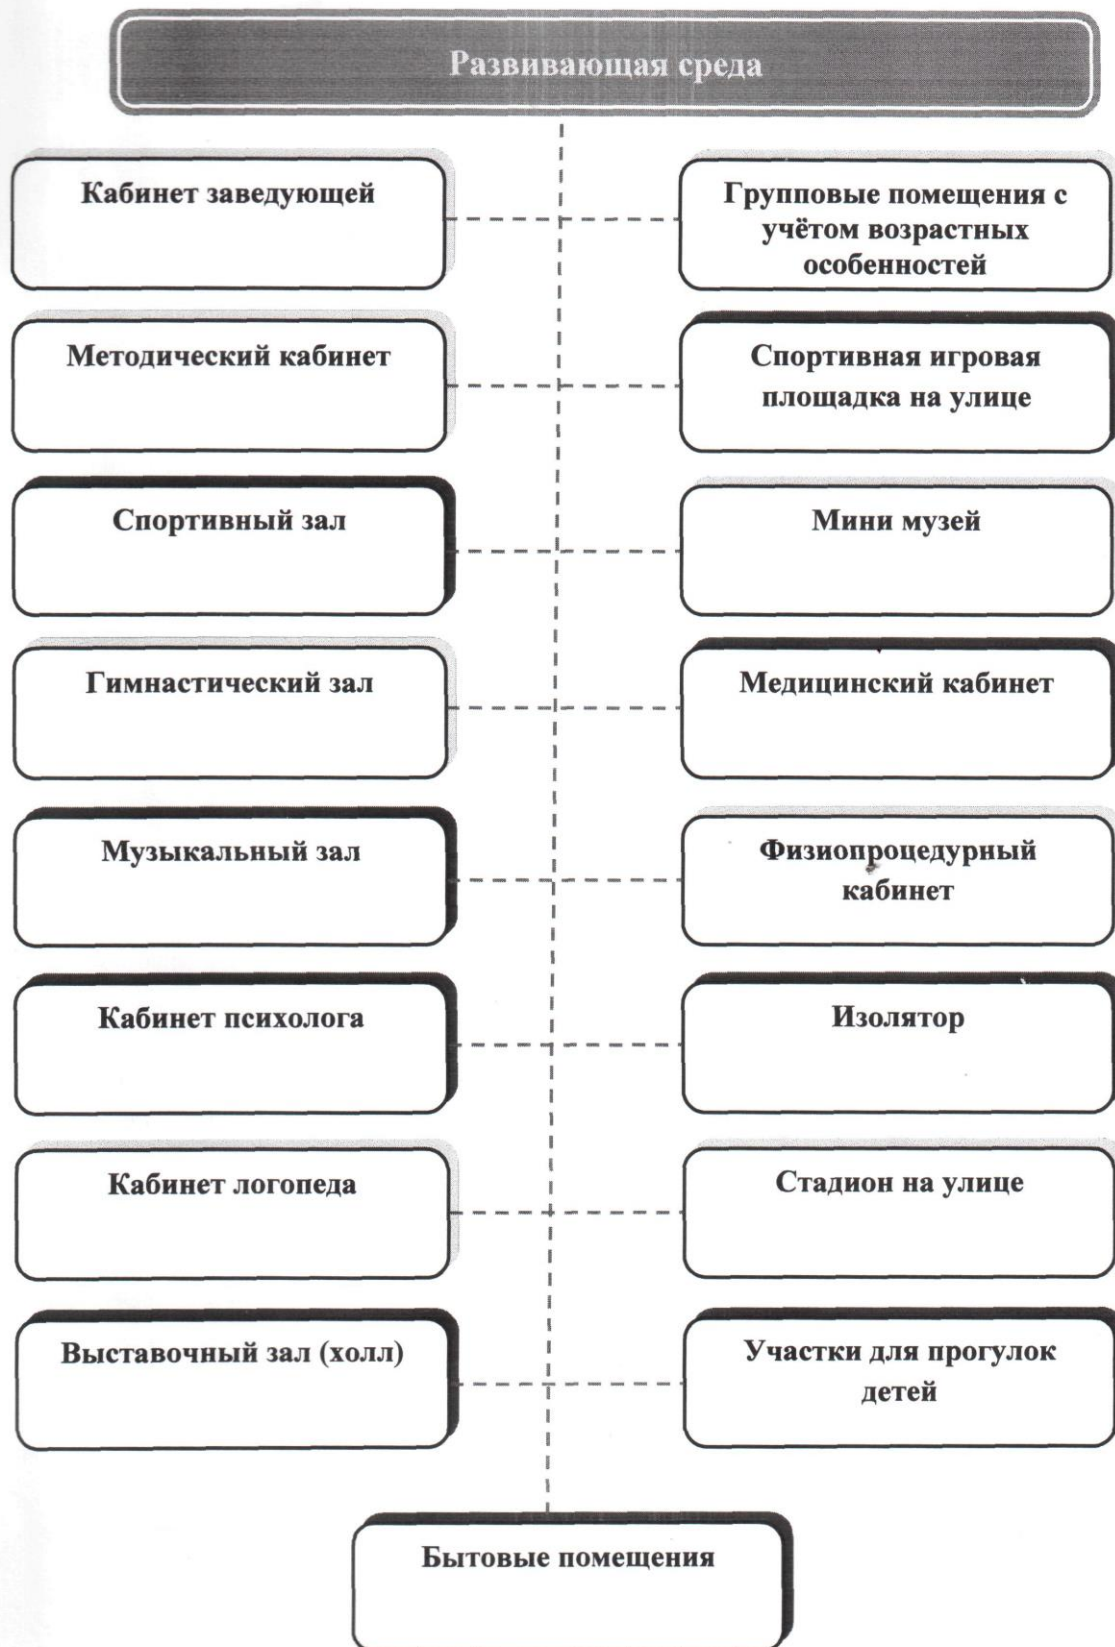 Развивающая среда
Кабинет заведующей
Групповые помещения с
учётом возрастных
особенностей
Методический кабинет
Спортивная игровая
площадка на улице
Спортивный зал
Мини музей
Гимнастический зал
Медицинский кабинет
Музыкальный зал
Физиопроцедурный
кабинет
Кабинет психолога
Изолятор
Кабинет логопеда
Стадион на улице
Выставочный зал (холл)
Участки для прогулок
детей
Бытовые помещения